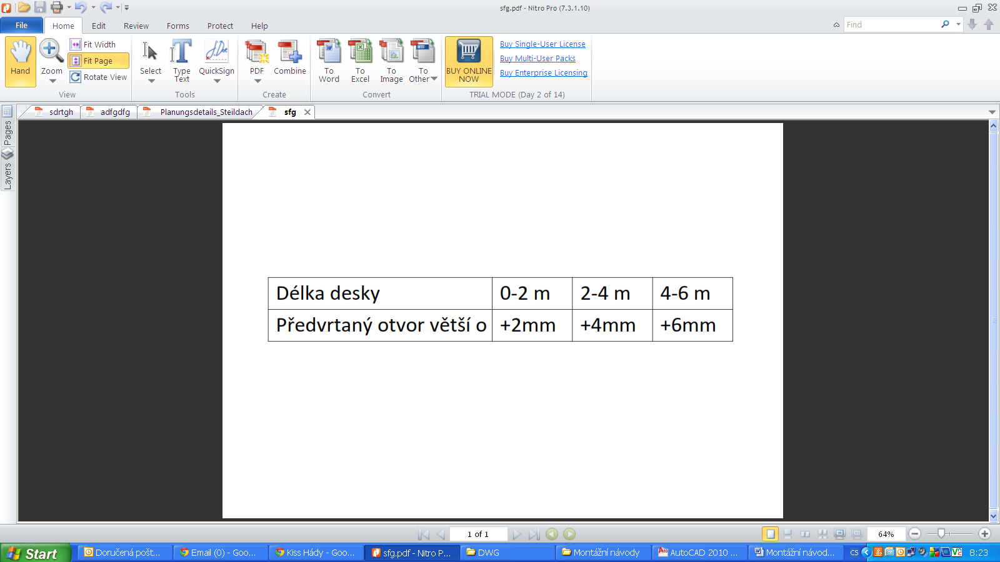 sfg.pdf - Nitro Pro (7.3.1.10)
File Home Edit Review Forms Protect Help Find
Hand
Zoom
Fit Width
Fit Page
Rotate View
View
Select
Type Text
QuickSign
Tools
PDF
Combine
Create
To Word
To Excel
To Image
To Other
Convert
BUY ONLINE NOW
Buy Single-User License
Buy Multi-User Packs
Buy Enterprise Licensing
TRIAL MODE (Day 2 of 14)
sdrtgh adfgdfg Planungsdetails_Steildach sfg
Pages
Layers
Délka desky 0-2 m 2-4 m 4-6 m
Předvrtaný otvor větší o +2mm +4mm +6mm
1 of 1 64%
Start Doručená pošt... Email (0) - Goo... Kiss Hády - Goo... sfg.pdf - Nitro P... DWG Montážní návody AutoCAD 2010 ... Montážní návod... CS 8:23